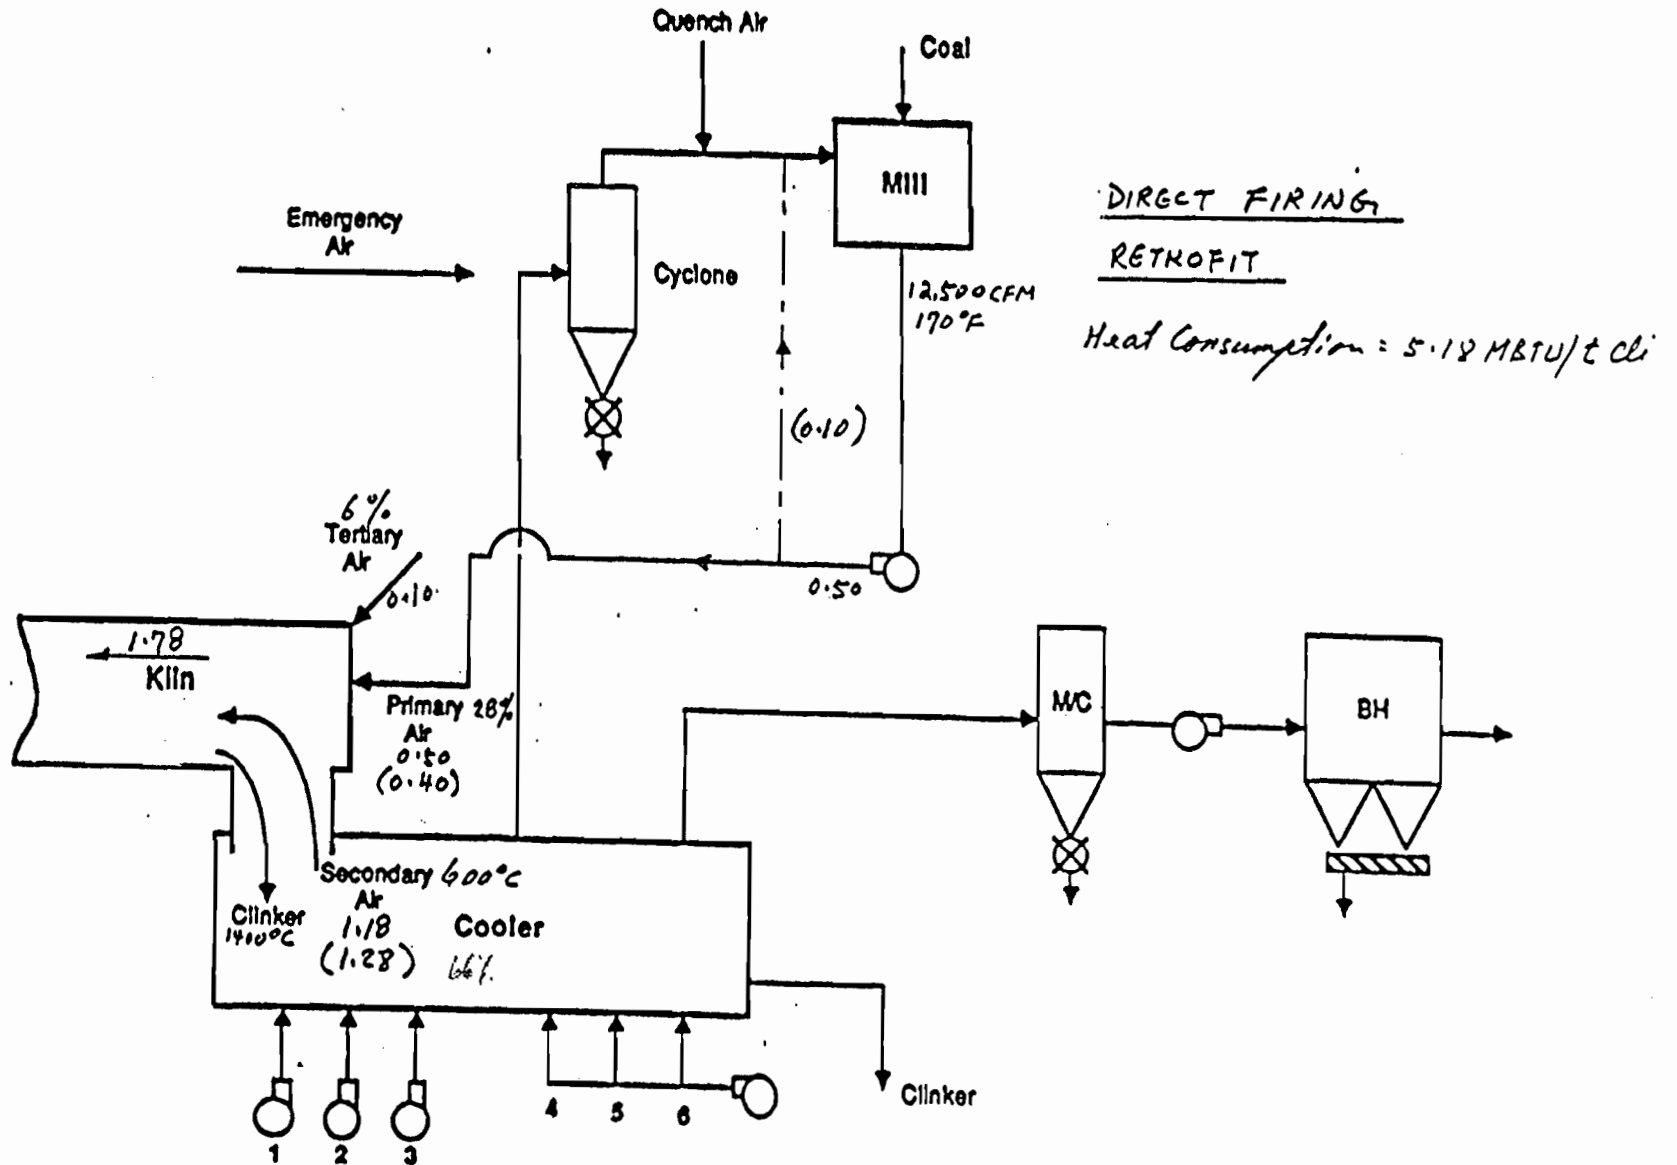 Quench Air
Coal
Mill
DIRECT FIRING
RETROFIT
Heat Consumption = 5.18 MBTU/t Cli
Emergency
Air
Cyclone
12,500 CFM
170°F
(0.10)
6%
Tertiary
Air
0.10
0.50
1.78
Kiln
Primary 28%
Air
0.50
(0.40)
M/C
BH
Secondary 600°C
Air
1.18
(1.28)
Clinker
1400°C
Cooler
66%
Clinker
1
2
3
4
5
6